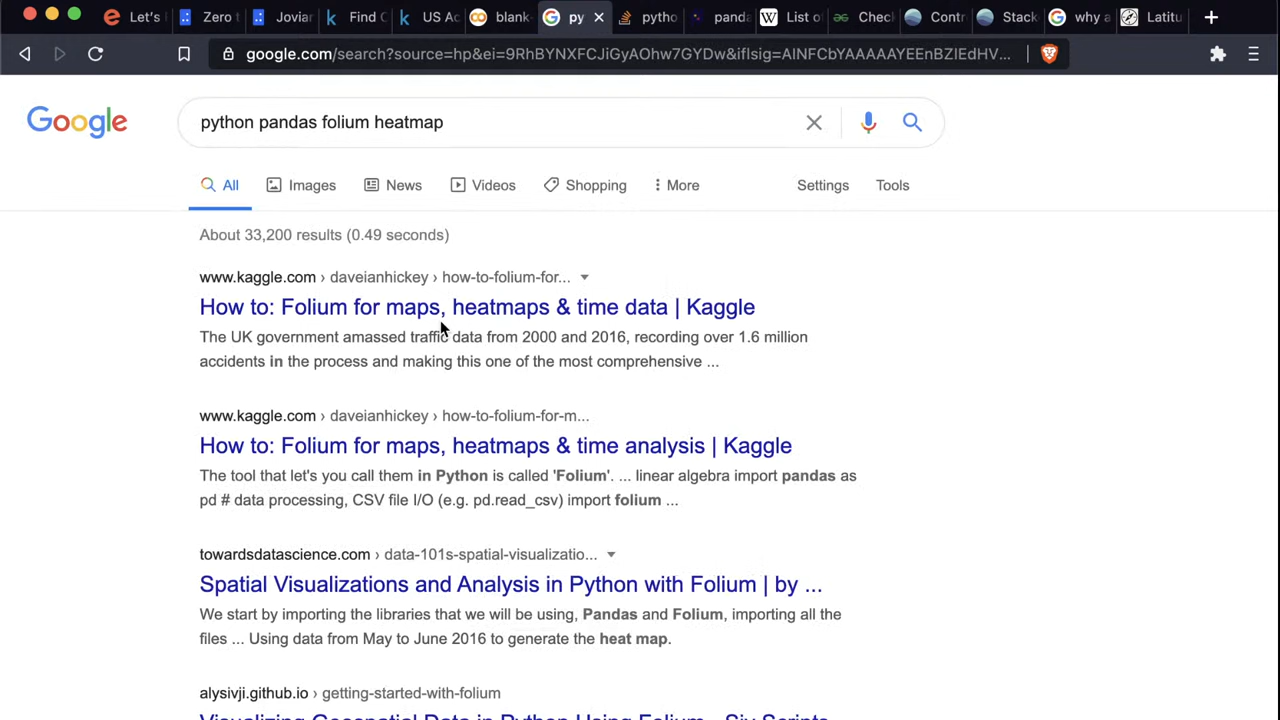 Let's
Zero t
Jovian
Find C
US Ac
blank-
py
pytho
panda
List o
Check
Contr
Stack
why a
Latitu
google.com/search?source=hp&ei=9RhBYNXFCJiGyAOhw7GYDw&iflsig=AINFCbYAAAAAYEEnBZIEdHV...
Google
python pandas folium heatmap
All
Images
News
Videos
Shopping
More
Settings
Tools
About 33,200 results (0.49 seconds)
www.kaggle.com › daveianhickey › how-to-folium-for...
How to: Folium for maps, heatmaps & time data | Kaggle
The UK government amassed traffic data from 2000 and 2016, recording over 1.6 million
accidents in the process and making this one of the most comprehensive ...
www.kaggle.com › daveianhickey › how-to-folium-for-m...
How to: Folium for maps, heatmaps & time analysis | Kaggle
The tool that let's you call them in Python is called 'Folium'. ... linear algebra import pandas as
pd # data processing, CSV file I/O (e.g. pd.read_csv) import folium ...
towardsdatascience.com › data-101s-spatial-visualizatio...
Spatial Visualizations and Analysis in Python with Folium | by ...
We start by importing the libraries that we will be using, Pandas and Folium, importing all the
files ... Using data from May to June 2016 to generate the heat map.
alysivji.github.io › getting-started-with-folium
Visualizing Geospatial Data in Python Using Folium - Siv Scripts